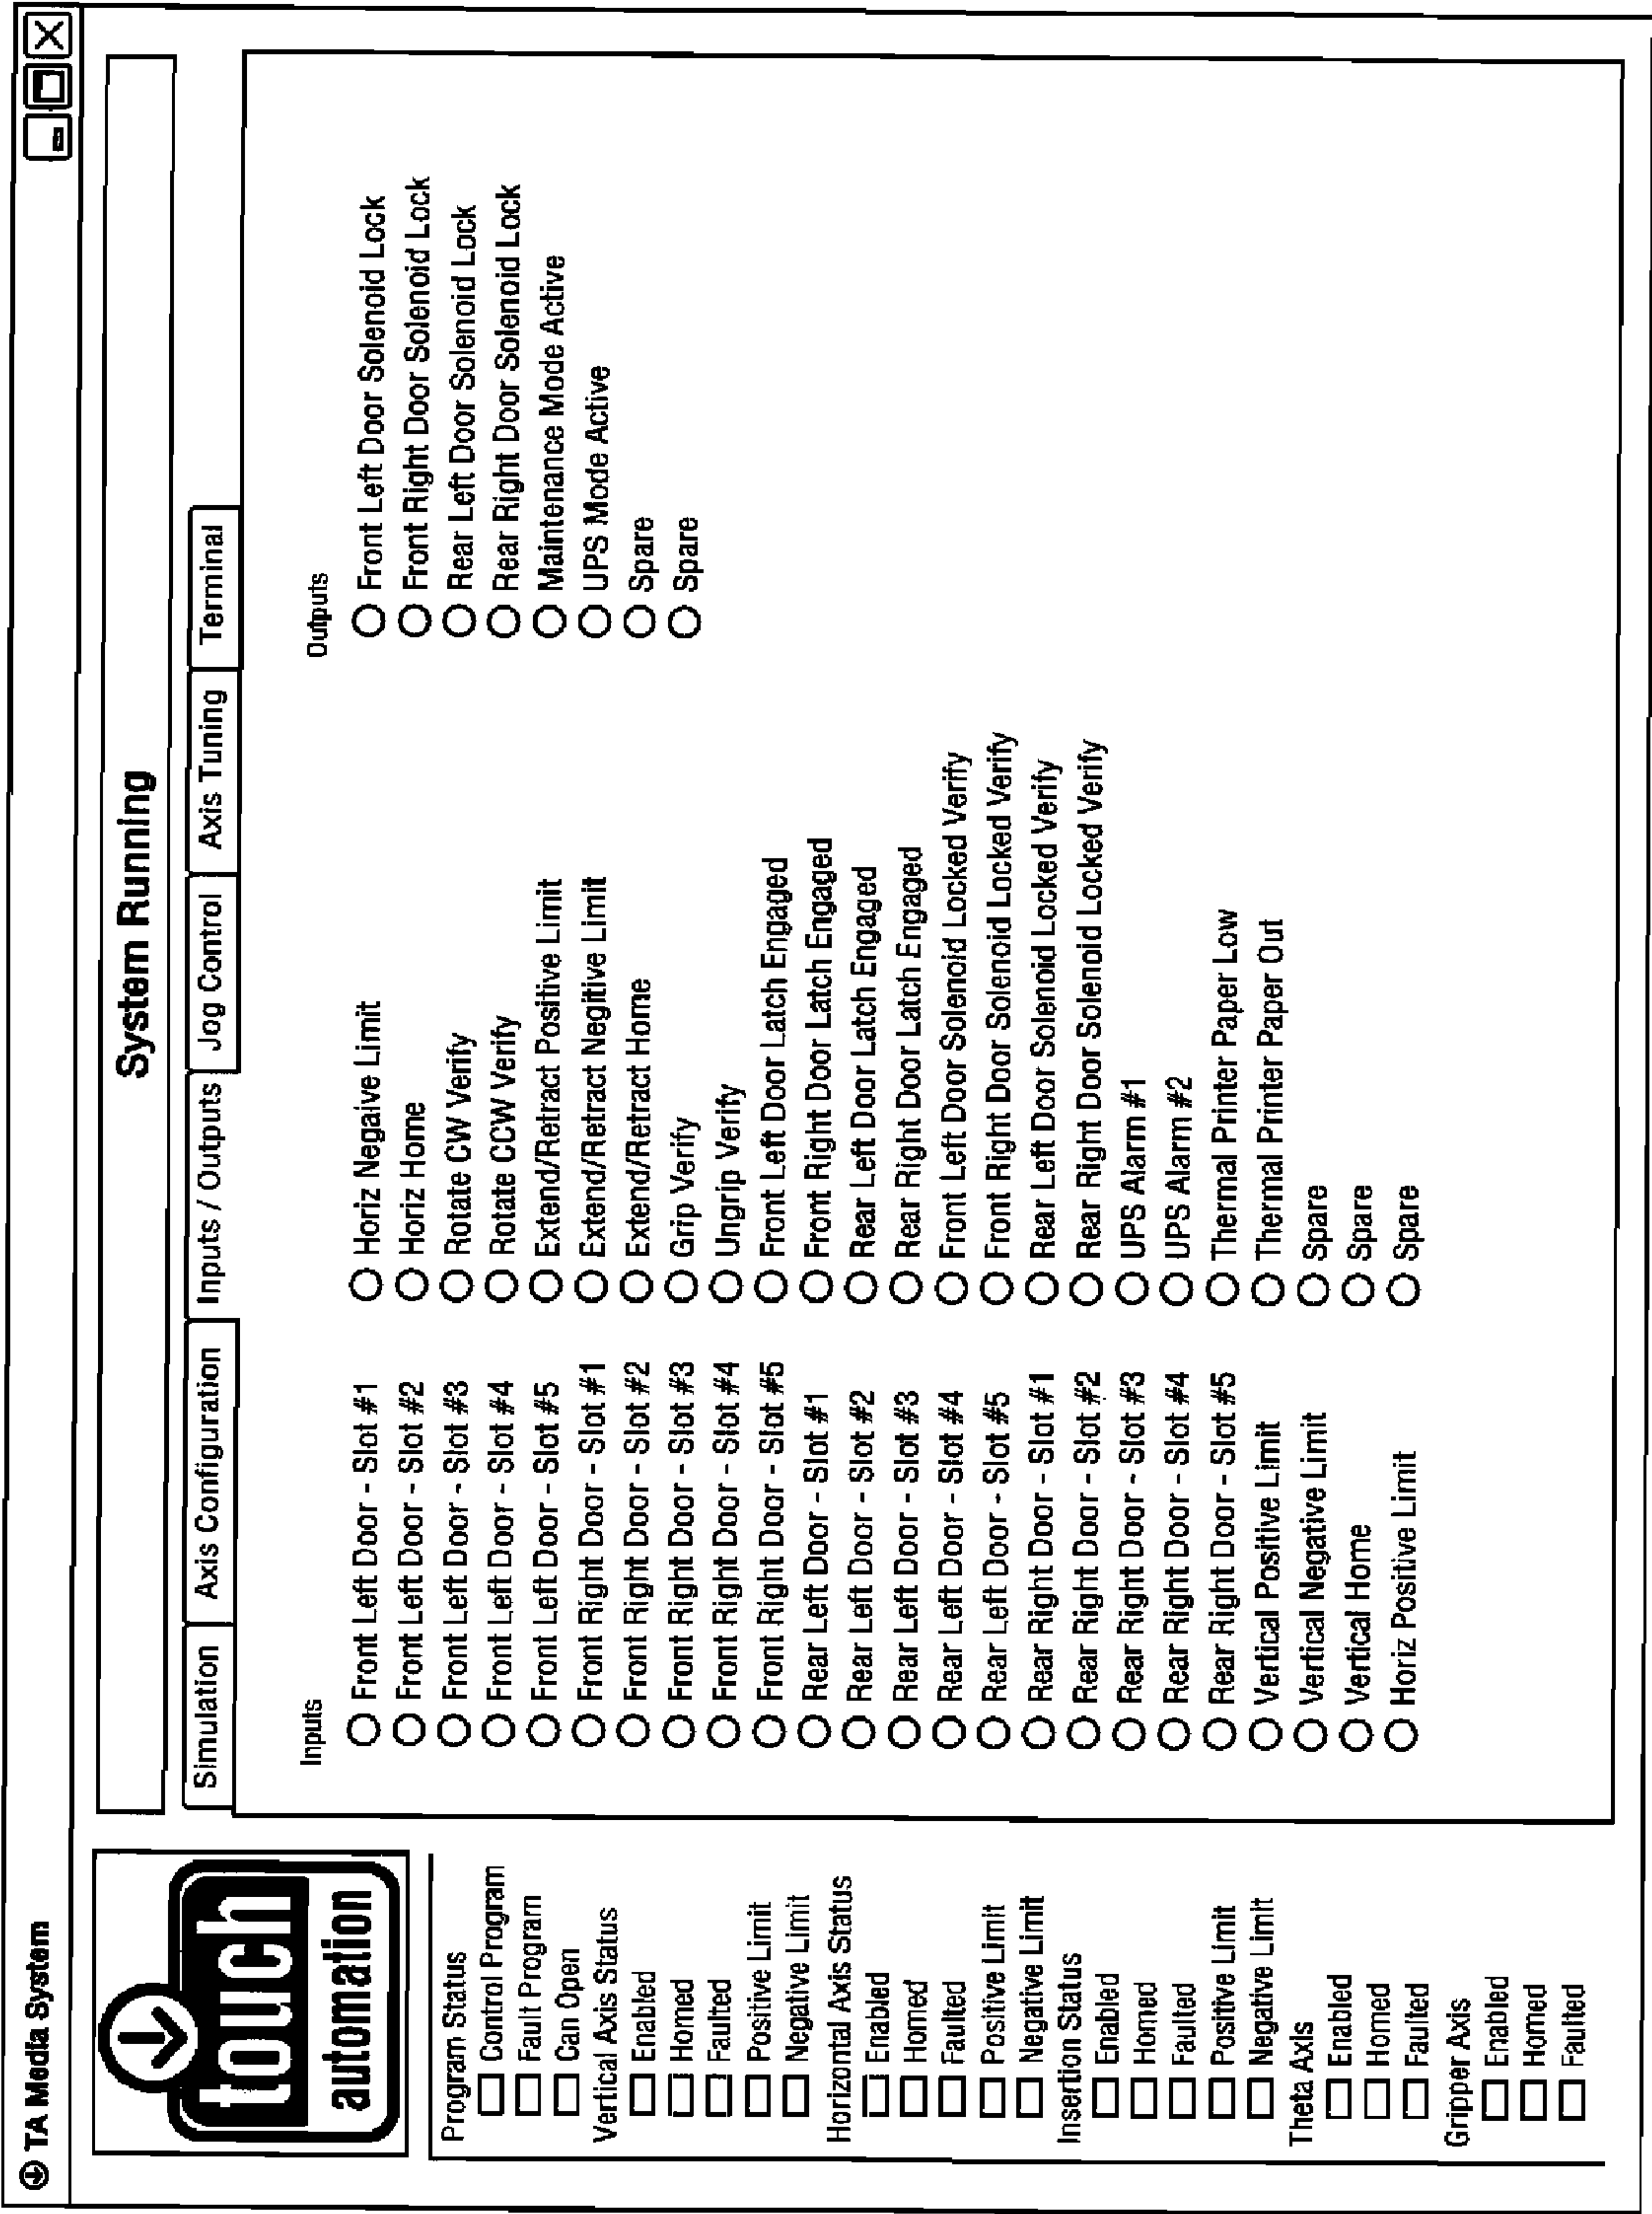 TA Media System
touch
automation
System Running
Simulation
Axis Configuration
Inputs / Outputs
Jog Control
Axis Tuning
Terminal
Program Status
Control Program
Fault Program
Can Open
Vertical Axis Status
Enabled
Homed
Faulted
Positive Limit
Negative Limit
Horizontal Axis Status
Enabled
Homed
Faulted
Positive Limit
Negative Limit
Insertion Status
Enabled
Homed
Faulted
Positive Limit
Negative Limit
Theta Axis
Enabled
Homed
Faulted
Gripper Axis
Enabled
Homed
Faulted
Inputs
Front Left Door - Slot #1
Front Left Door - Slot #2
Front Left Door - Slot #3
Front Left Door - Slot #4
Front Left Door - Slot #5
Front Right Door - Slot #1
Front Right Door - Slot #2
Front Right Door - Slot #3
Front Right Door - Slot #4
Front Right Door - Slot #5
Rear Left Door - Slot #1
Rear Left Door - Slot #2
Rear Left Door - Slot #3
Rear Left Door - Slot #4
Rear Left Door - Slot #5
Rear Right Door - Slot #1
Rear Right Door - Slot #2
Rear Right Door - Slot #3
Rear Right Door - Slot #4
Rear Right Door - Slot #5
Vertical Positive Limit
Vertical Negative Limit
Vertical Home
Horiz Positive Limit
Horiz Negaive Limit
Horiz Home
Rotate CW Verify
Rotate CCW Verify
Extend/Retract Positive Limit
Extend/Retract Negitive Limit
Extend/Retract Home
Grip Verify
Ungrip Verify
Front Left Door Latch Engaged
Front Right Door Latch Engaged
Rear Left Door Latch Engaged
Rear Right Door Latch Engaged
Front Left Door Solenoid Locked Verify
Front Right Door Solenoid Locked Verify
Rear Left Door Solenoid Locked Verify
Rear Right Door Solenoid Locked Verify
UPS Alarm #1
UPS Alarm #2
Thermal Printer Paper Low
Thermal Printer Paper Out
Spare
Spare
Spare
Outputs
Front Left Door Solenoid Lock
Front Right Door Solenoid Lock
Rear Left Door Solenoid Lock
Rear Right Door Solenoid Lock
Maintenance Mode Active
UPS Mode Active
Spare
Spare